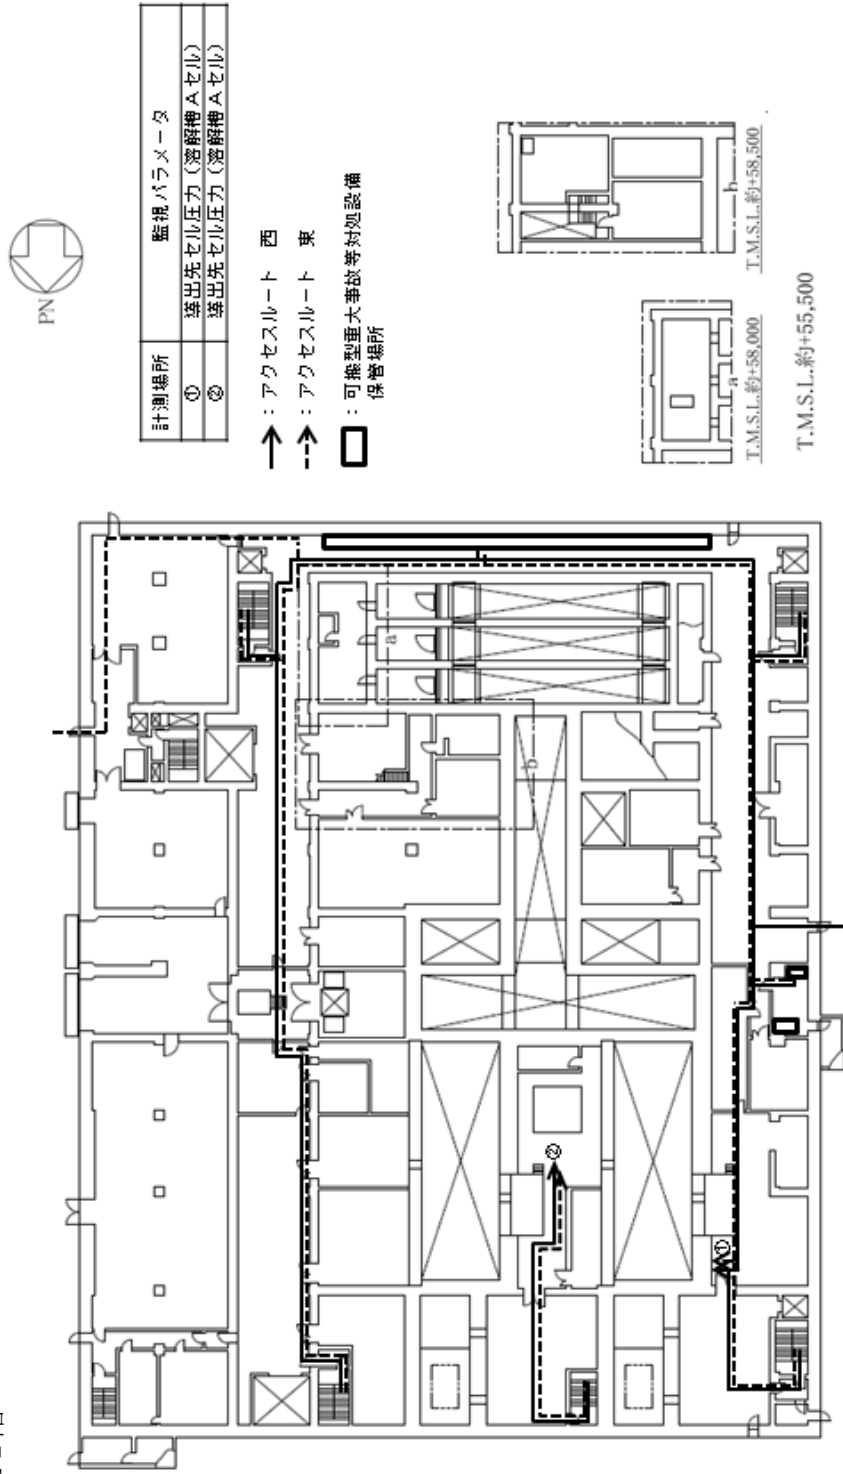 PN
計測場所 監視パラメータ
① 導出先セル圧力(溶解槽Aセル)
② 導出先セル圧力(溶解槽Aセル)
:アクセスルート 西
:アクセスルート 東
:可搬型重大事故等対処設備
保管場所
a
T.M.S.L.約+58,000
b
T.M.S.L.約+58,500
T.M.S.L.約+55,500
a
b
②
①